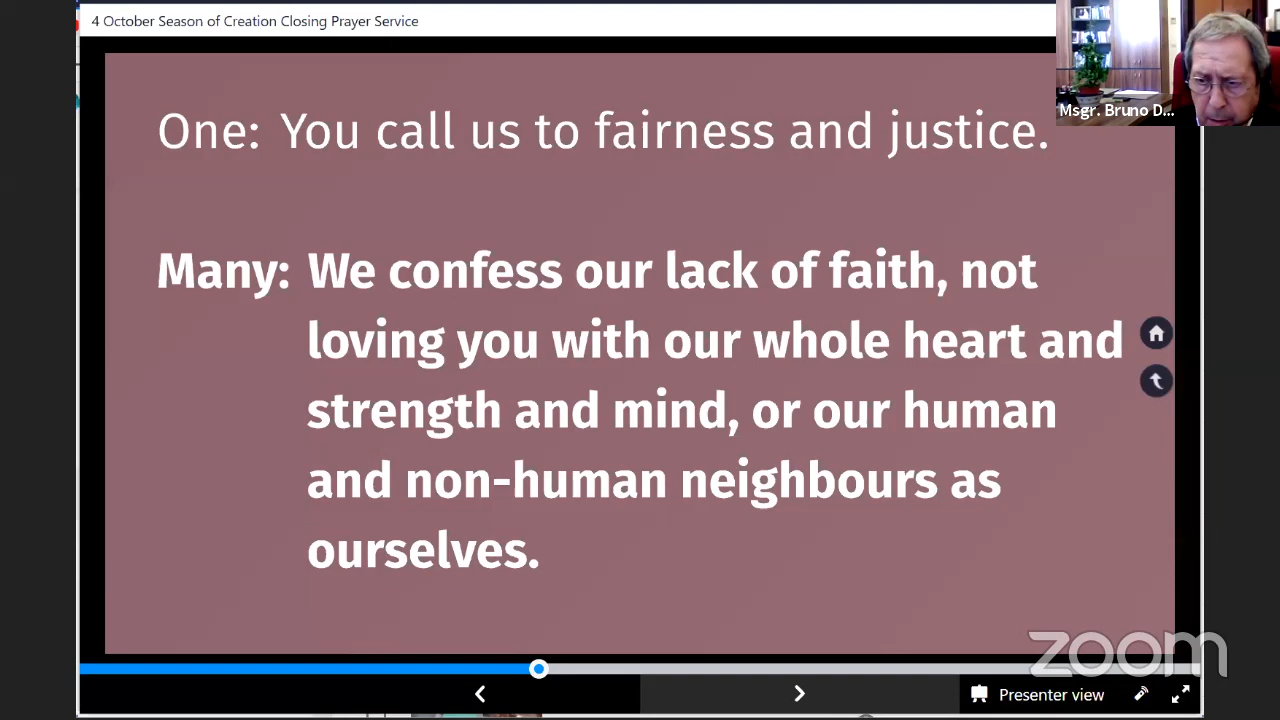 4 October Season of Creation Closing Prayer Service
Msgr. Bruno D...
One: You call us to fairness and justice.
Many: We confess our lack of faith, not
loving you with our whole heart and
strength and mind, or our human
and non-human neighbours as
ourselves.
zoom
Presenter view